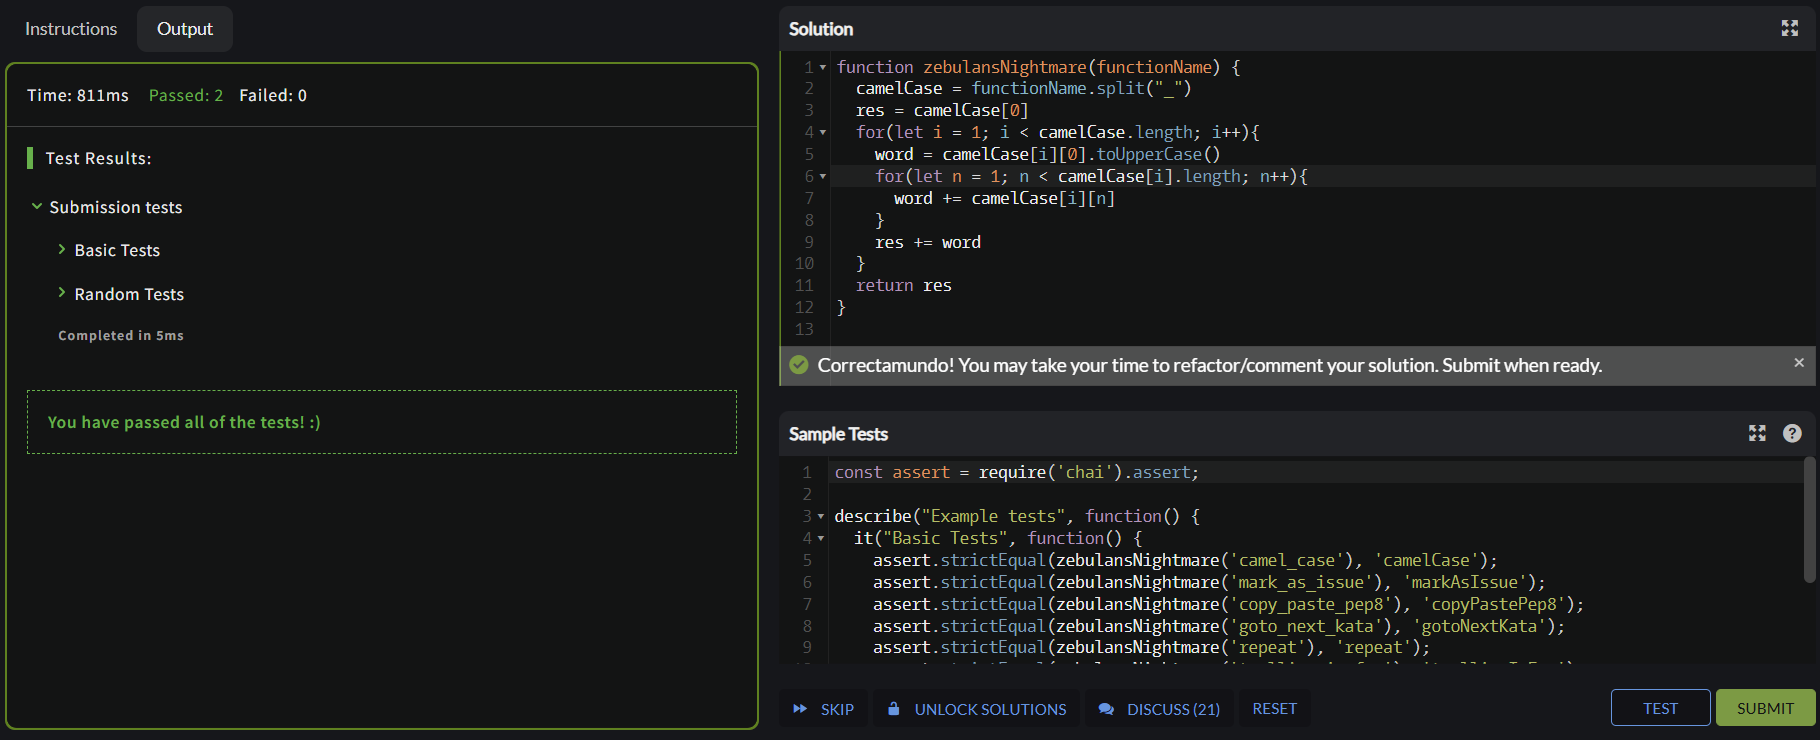 Instructions
Output
Time: 811ms Passed: 2 Failed: 0
Test Results:
Submission tests
Basic Tests
Random Tests
Completed in 5ms
You have passed all of the tests! :)
Solution
1 function zebulansNightmare(functionName) {
2 camelCase = functionName.split("_")
3 res = camelCase[0]
4 for(let i = 1; i < camelCase.length; i++){
5 word = camelCase[i][0].toUpperCase()
6 for(let n = 1; n < camelCase[i].length; n++){
7 word += camelCase[i][n]
8 }
9 res += word
10 }
11 return res
12 }
13
Correctamundo! You may take your time to refactor/comment your solution. Submit when ready.
Sample Tests
1 const assert = require('chai').assert;
2
3 describe("Example tests", function() {
4 it("Basic Tests", function() {
5 assert.strictEqual(zebulansNightmare('camel_case'), 'camelCase');
6 assert.strictEqual(zebulansNightmare('mark_as_issue'), 'markAsIssue');
7 assert.strictEqual(zebulansNightmare('copy_paste_pep8'), 'copyPastePep8');
8 assert.strictEqual(zebulansNightmare('goto_next_kata'), 'gotoNextKata');
9 assert.strictEqual(zebulansNightmare('repeat'), 'repeat');
SKIP
UNLOCK SOLUTIONS
DISCUSS (21)
RESET
TEST
SUBMIT